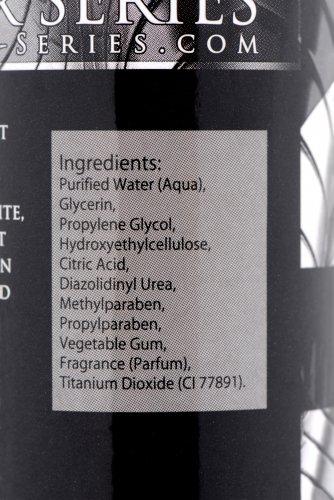 SERIES
-SERIES.COM
Ingredients:
Purified Water (Aqua),
Glycerin,
Propylene Glycol,
Hydroxyethylcellulose,
Citric Acid,
Diazolidinyl Urea,
Methylparaben,
Propylparaben,
Vegetable Gum,
Fragrance (Parfum),
Titanium Dioxide (CI 77891).